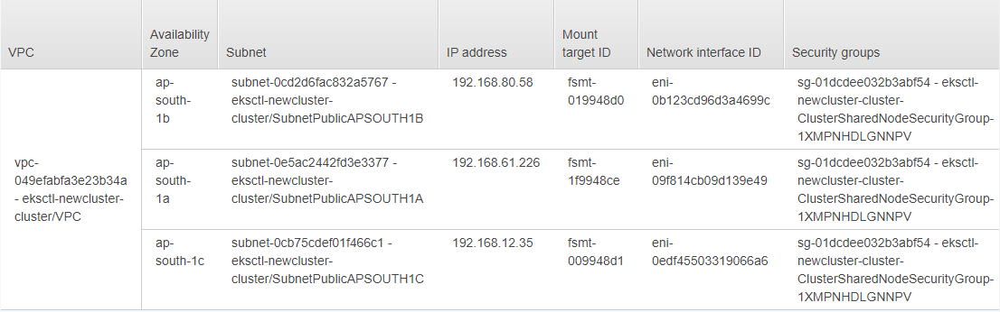 VPC
Availability
Zone
Subnet
IP address
Mount
target ID
Network interface ID
Security groups
vpc-
049efabfa3e23b34a
- eksctl-newcluster-
cluster/VPC
ap-
south-
1b
subnet-0cd2d6fac832a5767 -
eksctl-newcluster-
cluster/SubnetPublicAPSOUTH1B
192.168.80.58
fsmt-
019948d0
eni-
0b123cd96d3a4699c
sg-01dcdee032b3abf54 - eksctl-
newcluster-cluster-
ClusterSharedNodeSecurityGroup-
1XMPNHDLGNNPV
ap-
south-
1a
subnet-0e5ac2442fd3e3377 -
eksctl-newcluster-
cluster/SubnetPublicAPSOUTH1A
192.168.61.226
fsmt-
1f9948ce
eni-
09f814cb09d139e49
sg-01dcdee032b3abf54 - eksctl-
newcluster-cluster-
ClusterSharedNodeSecurityGroup-
1XMPNHDLGNNPV
ap-
south-1c
subnet-0cb75cdef01f466c1 -
eksctl-newcluster-
cluster/SubnetPublicAPSOUTH1C
192.168.12.35
fsmt-
009948d1
eni-
0edf45503319066a6
sg-01dcdee032b3abf54 - eksctl-
newcluster-cluster-
ClusterSharedNodeSecurityGroup-
1XMPNHDLGNNPV